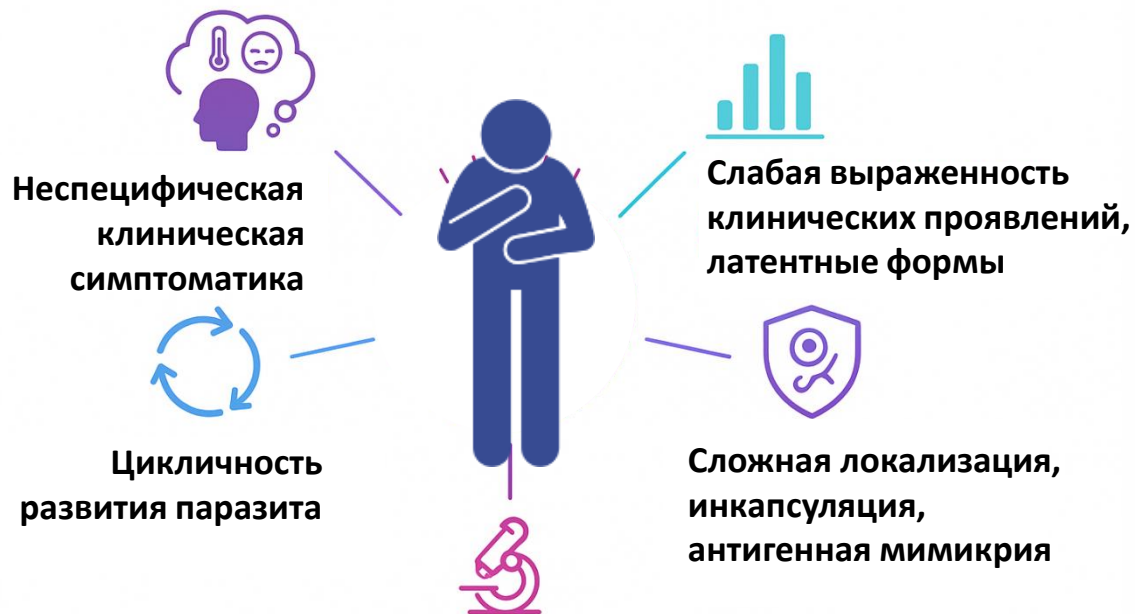 Неспецифическая
клиническая
симптоматика
Слабая выраженность
клинических проявлений,
латентные формы
Цикличность
развития паразита
Сложная локализация,
инкапсуляция,
антигенная мимикрия